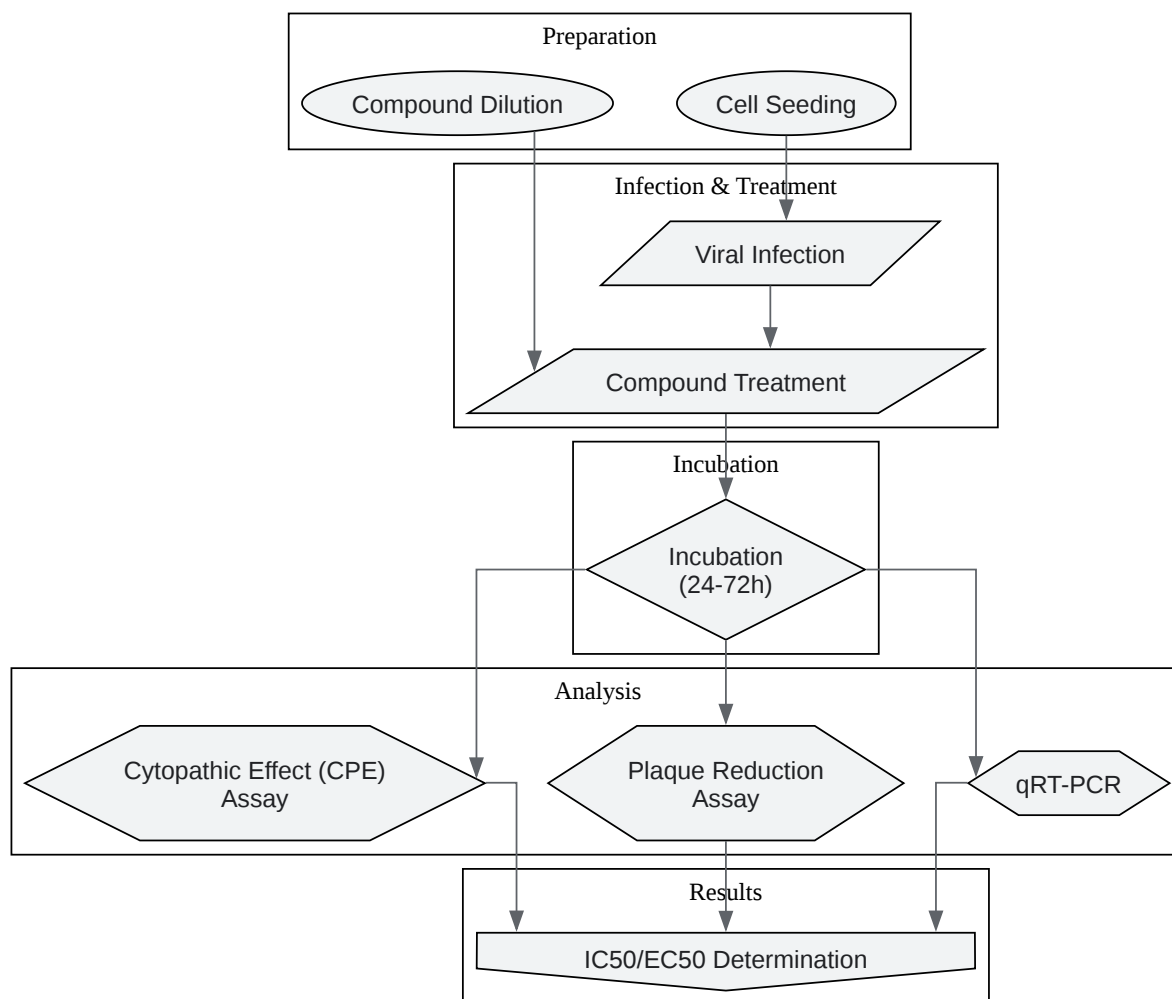 Preparation
Compound Dilution
Cell Seeding
Infection & Treatment
Viral Infection
Compound Treatment
Incubation
Incubation
(24-72h)
Analysis
Cytopathic Effect (CPE)
Assay
Plaque Reduction
Assay
qRT-PCR
Results
IC50/EC50 Determination